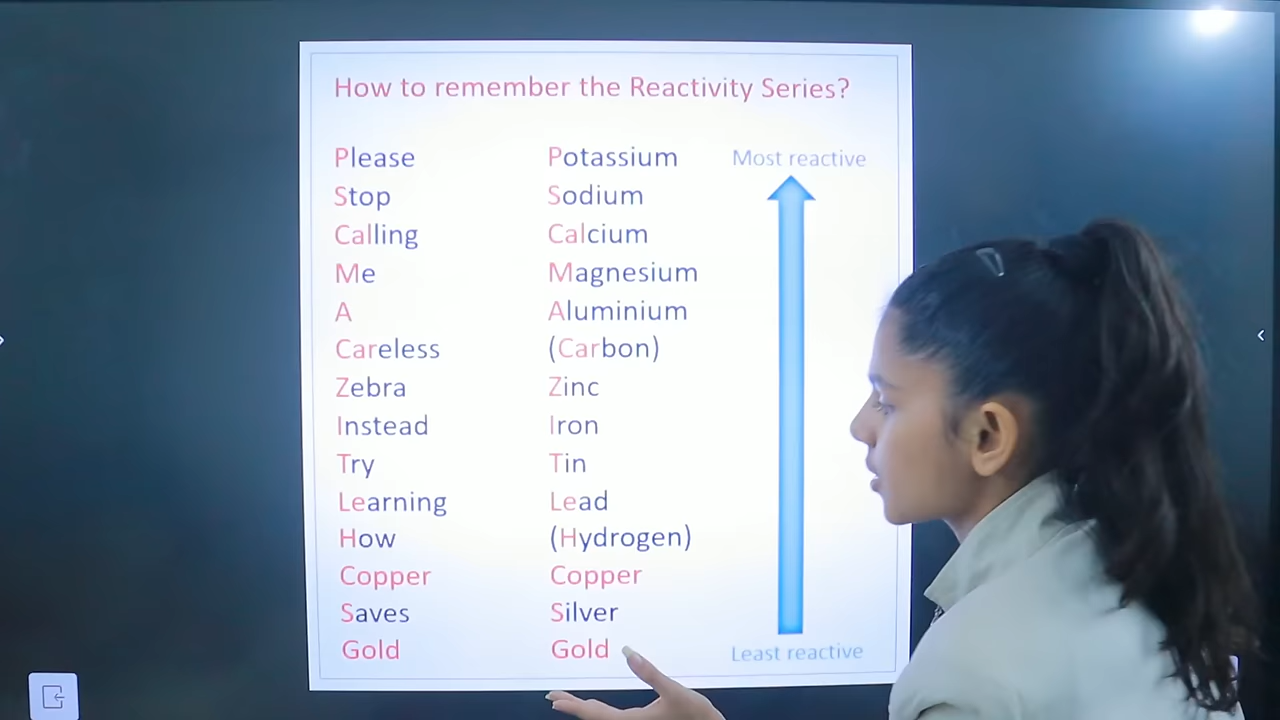 How to remember the Reactivity Series?
Please Potassium Most reactive
Stop Sodium
Calling Calcium
Me Magnesium
A Aluminium
Careless (Carbon)
Zebra Zinc
Instead Iron
Try Tin
Learning Lead
How (Hydrogen)
Copper Copper
Saves Silver
Gold Gold Least reactive